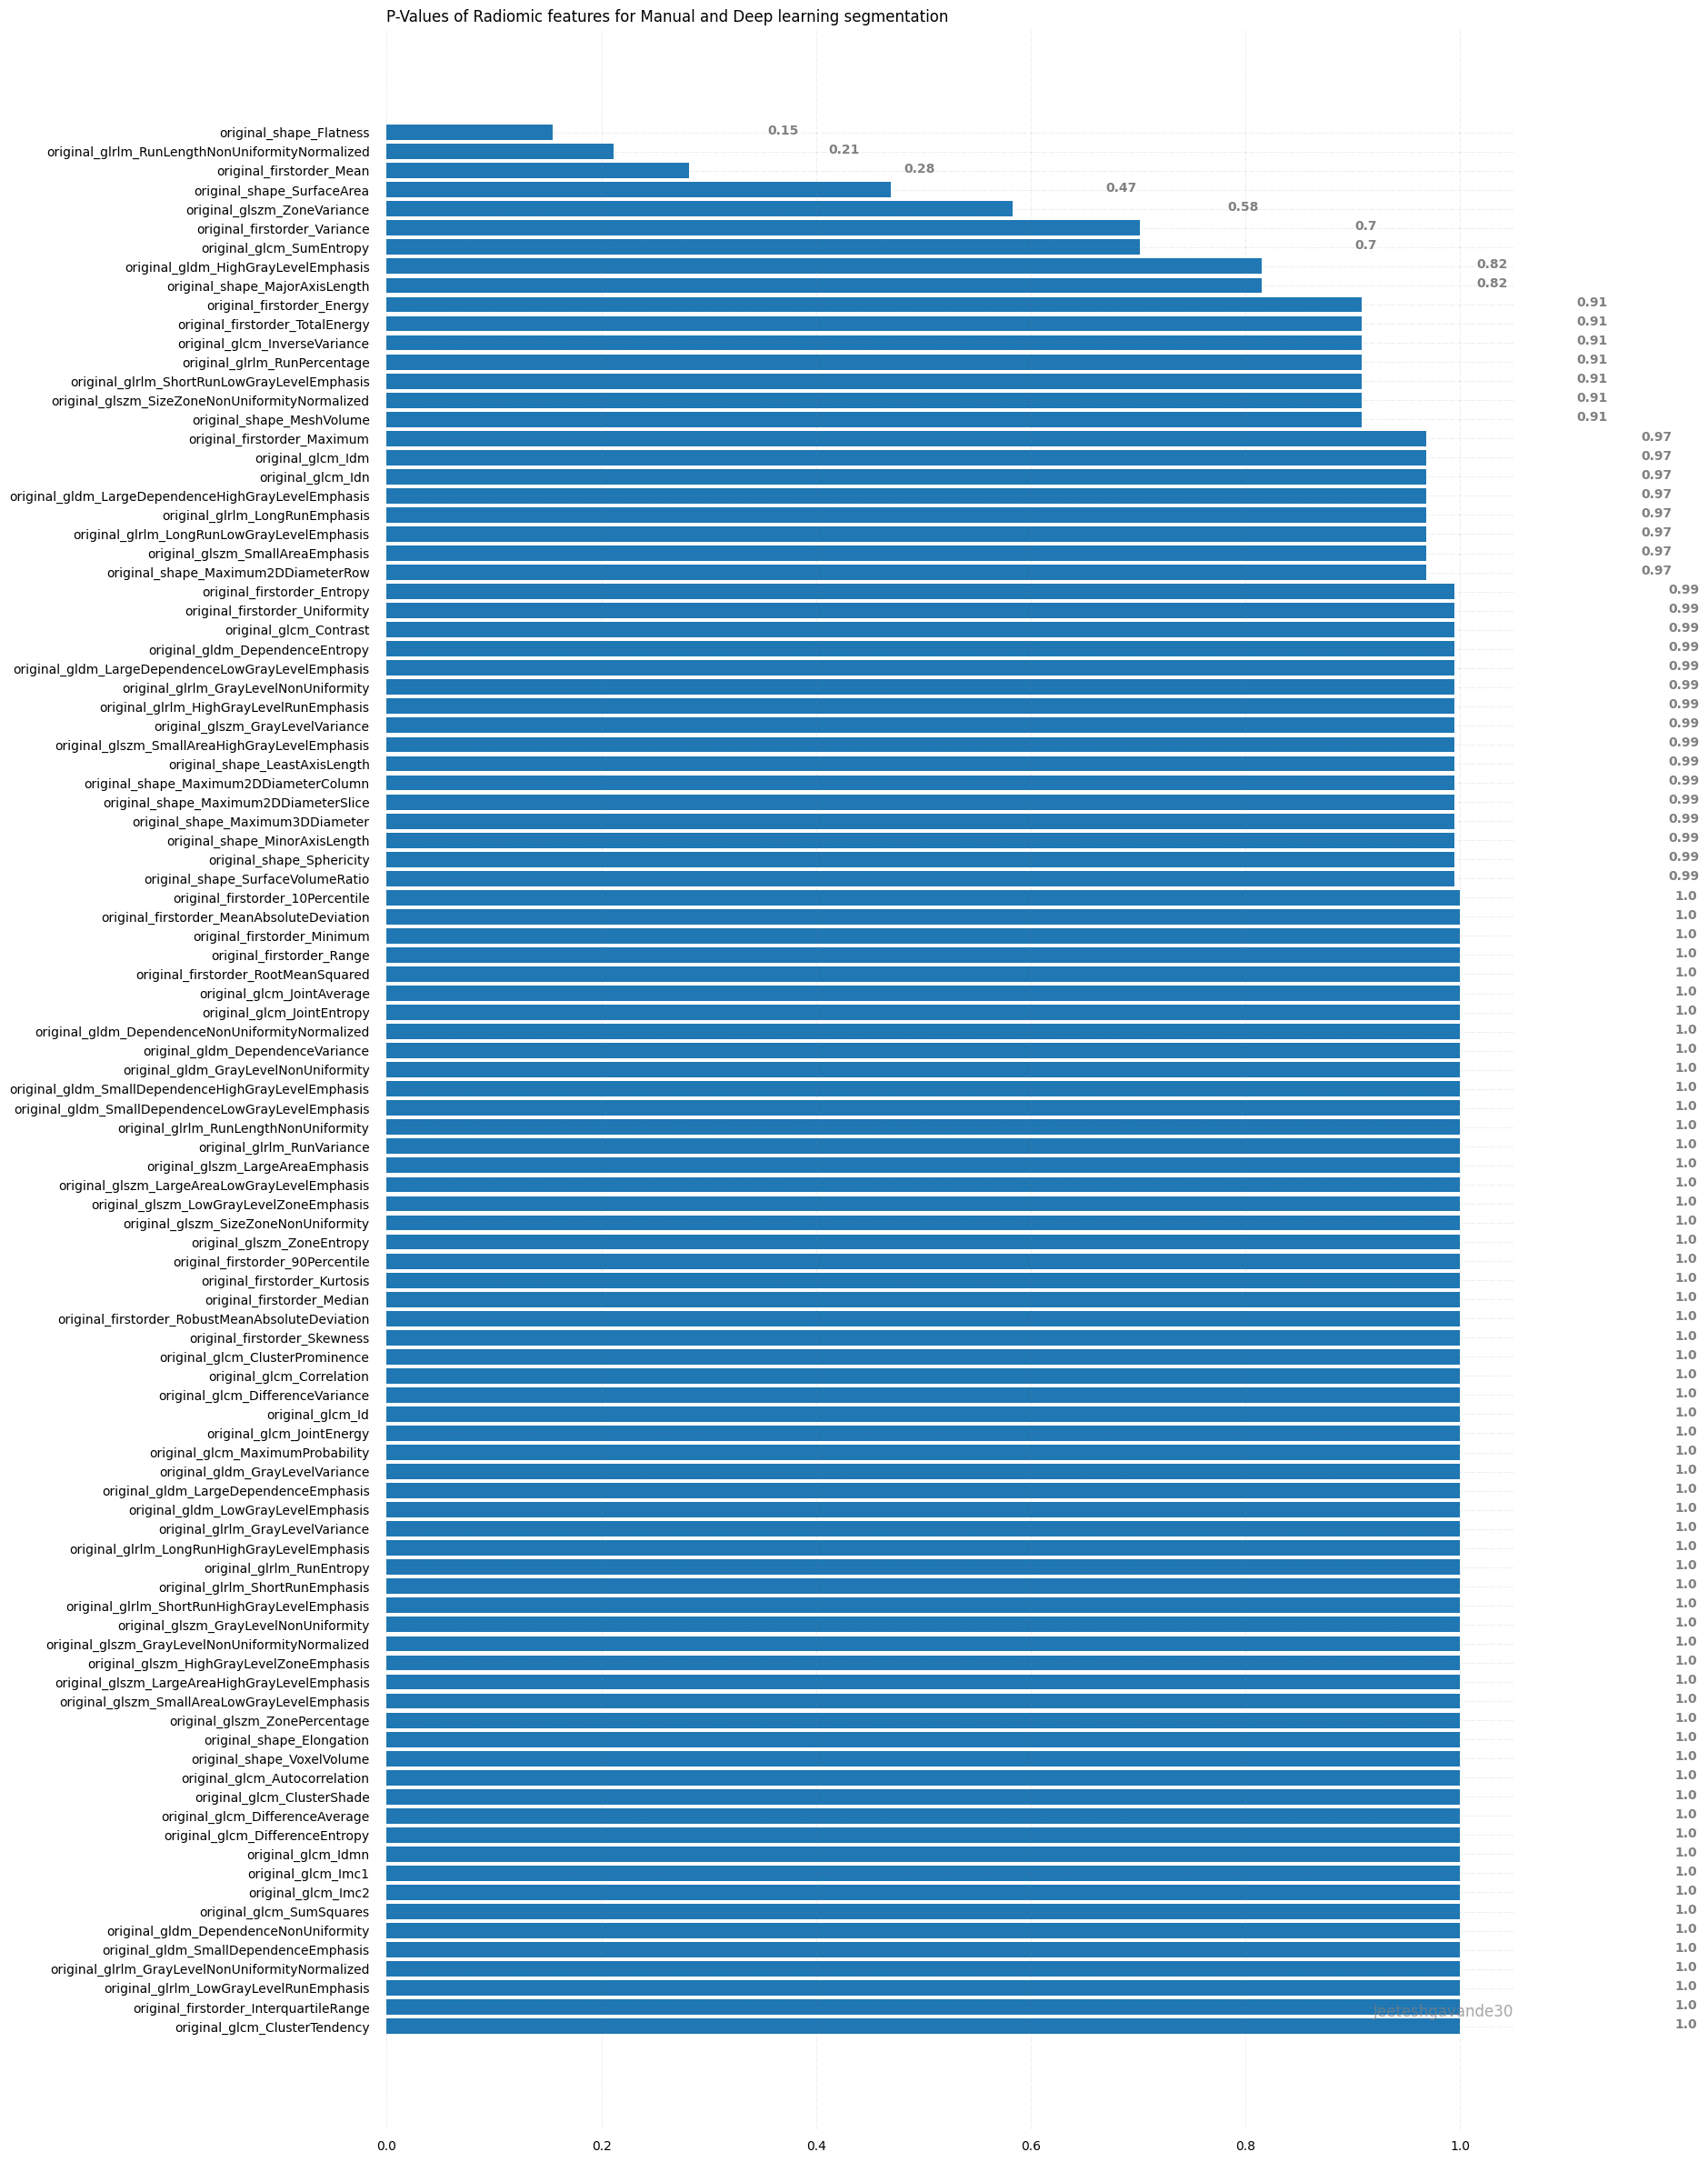 P-Values of Radiomic features for Manual and Deep learning segmentation
original_shape_Flatness 0.15
original_glrlm_RunLengthNonUniformityNormalized 0.21
original_firstorder_Mean 0.28
original_shape_SurfaceArea 0.47
original_glszm_ZoneVariance 0.58
original_firstorder_Variance 0.7
original_glcm_SumEntropy 0.7
original_gldm_HighGrayLevelEmphasis 0.82
original_shape_MajorAxisLength 0.82
original_firstorder_Energy 0.91
original_firstorder_TotalEnergy 0.91
original_glcm_InverseVariance 0.91
original_glrlm_RunPercentage 0.91
original_glrlm_ShortRunLowGrayLevelEmphasis 0.91
original_glszm_SizeZoneNonUniformityNormalized 0.91
original_shape_MeshVolume 0.91
original_firstorder_Maximum 0.97
original_glcm_Idm 0.97
original_glcm_Idn 0.97
original_gldm_LargeDependenceHighGrayLevelEmphasis 0.97
original_glrlm_LongRunEmphasis 0.97
original_glrlm_LongRunLowGrayLevelEmphasis 0.97
original_glszm_SmallAreaEmphasis 0.97
original_shape_Maximum2DDiameterRow 0.97
original_firstorder_Entropy 0.99
original_firstorder_Uniformity 0.99
original_glcm_Contrast 0.99
original_gldm_DependenceEntropy 0.99
original_gldm_LargeDependenceLowGrayLevelEmphasis 0.99
original_glrlm_GrayLevelNonUniformity 0.99
original_glrlm_HighGrayLevelRunEmphasis 0.99
original_glszm_GrayLevelVariance 0.99
original_glszm_SmallAreaHighGrayLevelEmphasis 0.99
original_shape_LeastAxisLength 0.99
original_shape_Maximum2DDiameterColumn 0.99
original_shape_Maximum2DDiameterSlice 0.99
original_shape_Maximum3DDiameter 0.99
original_shape_MinorAxisLength 0.99
original_shape_Sphericity 0.99
original_shape_SurfaceVolumeRatio 0.99
original_firstorder_10Percentile 1.0
original_firstorder_MeanAbsoluteDeviation 1.0
original_firstorder_Minimum 1.0
original_firstorder_Range 1.0
original_firstorder_RootMeanSquared 1.0
original_glcm_JointAverage 1.0
original_glcm_JointEntropy 1.0
original_gldm_DependenceNonUniformityNormalized 1.0
original_gldm_DependenceVariance 1.0
original_gldm_GrayLevelNonUniformity 1.0
original_gldm_SmallDependenceHighGrayLevelEmphasis 1.0
original_gldm_SmallDependenceLowGrayLevelEmphasis 1.0
original_glrlm_RunLengthNonUniformity 1.0
original_glrlm_RunVariance 1.0
original_glszm_LargeAreaEmphasis 1.0
original_glszm_LargeAreaLowGrayLevelEmphasis 1.0
original_glszm_LowGrayLevelZoneEmphasis 1.0
original_glszm_SizeZoneNonUniformity 1.0
original_glszm_ZoneEntropy 1.0
original_firstorder_90Percentile 1.0
original_firstorder_Kurtosis 1.0
original_firstorder_Median 1.0
original_firstorder_RobustMeanAbsoluteDeviation 1.0
original_firstorder_Skewness 1.0
original_glcm_ClusterProminence 1.0
original_glcm_Correlation 1.0
original_glcm_DifferenceVariance 1.0
original_glcm_Id 1.0
original_glcm_JointEnergy 1.0
original_glcm_MaximumProbability 1.0
original_gldm_GrayLevelVariance 1.0
original_gldm_LargeDependenceEmphasis 1.0
original_gldm_LowGrayLevelEmphasis 1.0
original_glrlm_GrayLevelVariance 1.0
original_glrlm_LongRunHighGrayLevelEmphasis 1.0
original_glrlm_RunEntropy 1.0
original_glrlm_ShortRunEmphasis 1.0
original_glrlm_ShortRunHighGrayLevelEmphasis 1.0
original_glszm_GrayLevelNonUniformity 1.0
original_glszm_GrayLevelNonUniformityNormalized 1.0
original_glszm_HighGrayLevelZoneEmphasis 1.0
original_glszm_LargeAreaHighGrayLevelEmphasis 1.0
original_glszm_SmallAreaLowGrayLevelEmphasis 1.0
original_glszm_ZonePercentage 1.0
original_shape_Elongation 1.0
original_shape_VoxelVolume 1.0
original_glcm_Autocorrelation 1.0
original_glcm_ClusterShade 1.0
original_glcm_DifferenceAverage 1.0
original_glcm_DifferenceEntropy 1.0
original_glcm_Idmn 1.0
original_glcm_Imc1 1.0
original_glcm_Imc2 1.0
original_glcm_SumSquares 1.0
original_gldm_DependenceNonUniformity 1.0
original_gldm_SmallDependenceEmphasis 1.0
original_glrlm_GrayLevelNonUniformityNormalized 1.0
original_glrlm_LowGrayLevelRunEmphasis 1.0
original_firstorder_InterquartileRange 1.0
Jeeteshgavande30
original_glcm_ClusterTendency 1.0
0.0 0.2 0.4 0.6 0.8 1.0